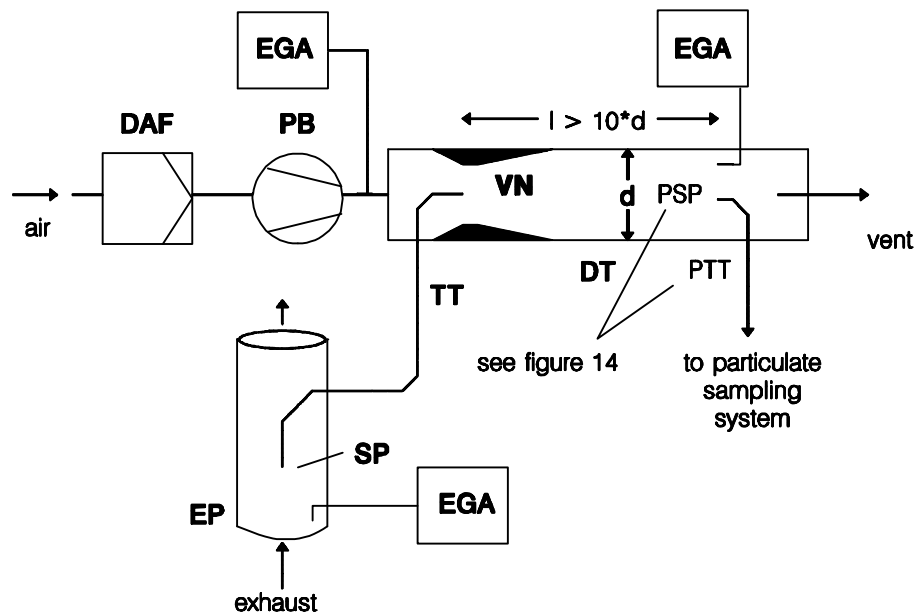 EGA
EGA
DAF
PB
l > 10*d
VN
d
PSP
air
vent
DT
PTT
TT
see figure 14
to particulate
sampling
system
SP
EP
EGA
exhaust